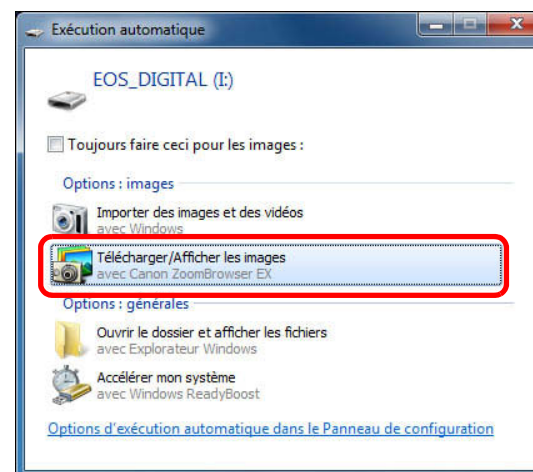 Exécution automatique
EOS_DIGITAL (I:)
Toujours faire ceci pour les images :
Options : images
Importer des images et des vidéos
avec Windows
Télécharger/Afficher les images
avec Canon ZoomBrowser EX
Options : générales
Ouvrir le dossier et afficher les fichiers
avec Explorateur Windows
Accélérer mon système
avec Windows ReadyBoost
Options d'exécution automatique dans le Panneau de configuration